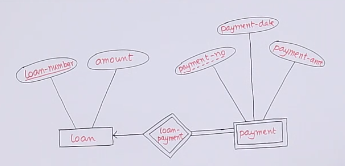 payment-date
loan-number
amount
payment-no
payment-amt
loan-
payment
loan
payment